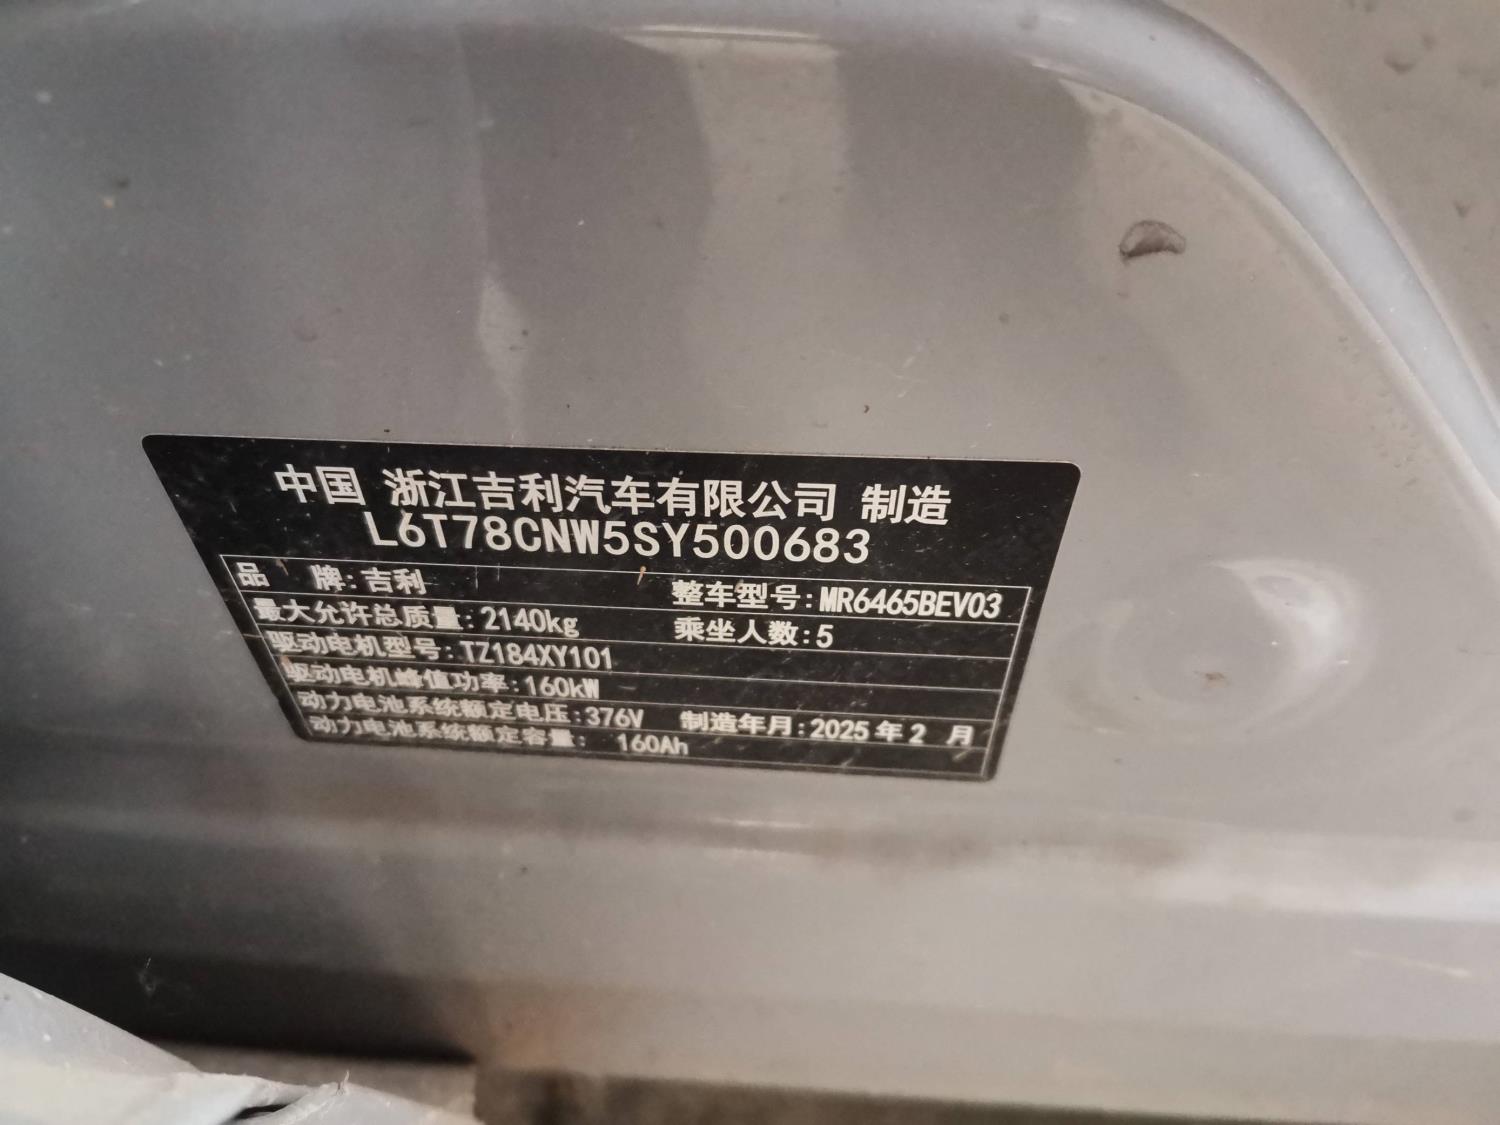 中国 浙江吉利汽车有限公司 制造
L6T78CNW5SY500683
品 牌:吉利 整车型号:MR6465BEV03
最大允许总质量:2140kg 乘坐人数:5
驱动电机型号:TZ184XY101
驱动电机峰值功率:160kW
动力电池系统额定电压:376V 制造年月:2025年2 月
动力电池系统额定容量: 160Ah